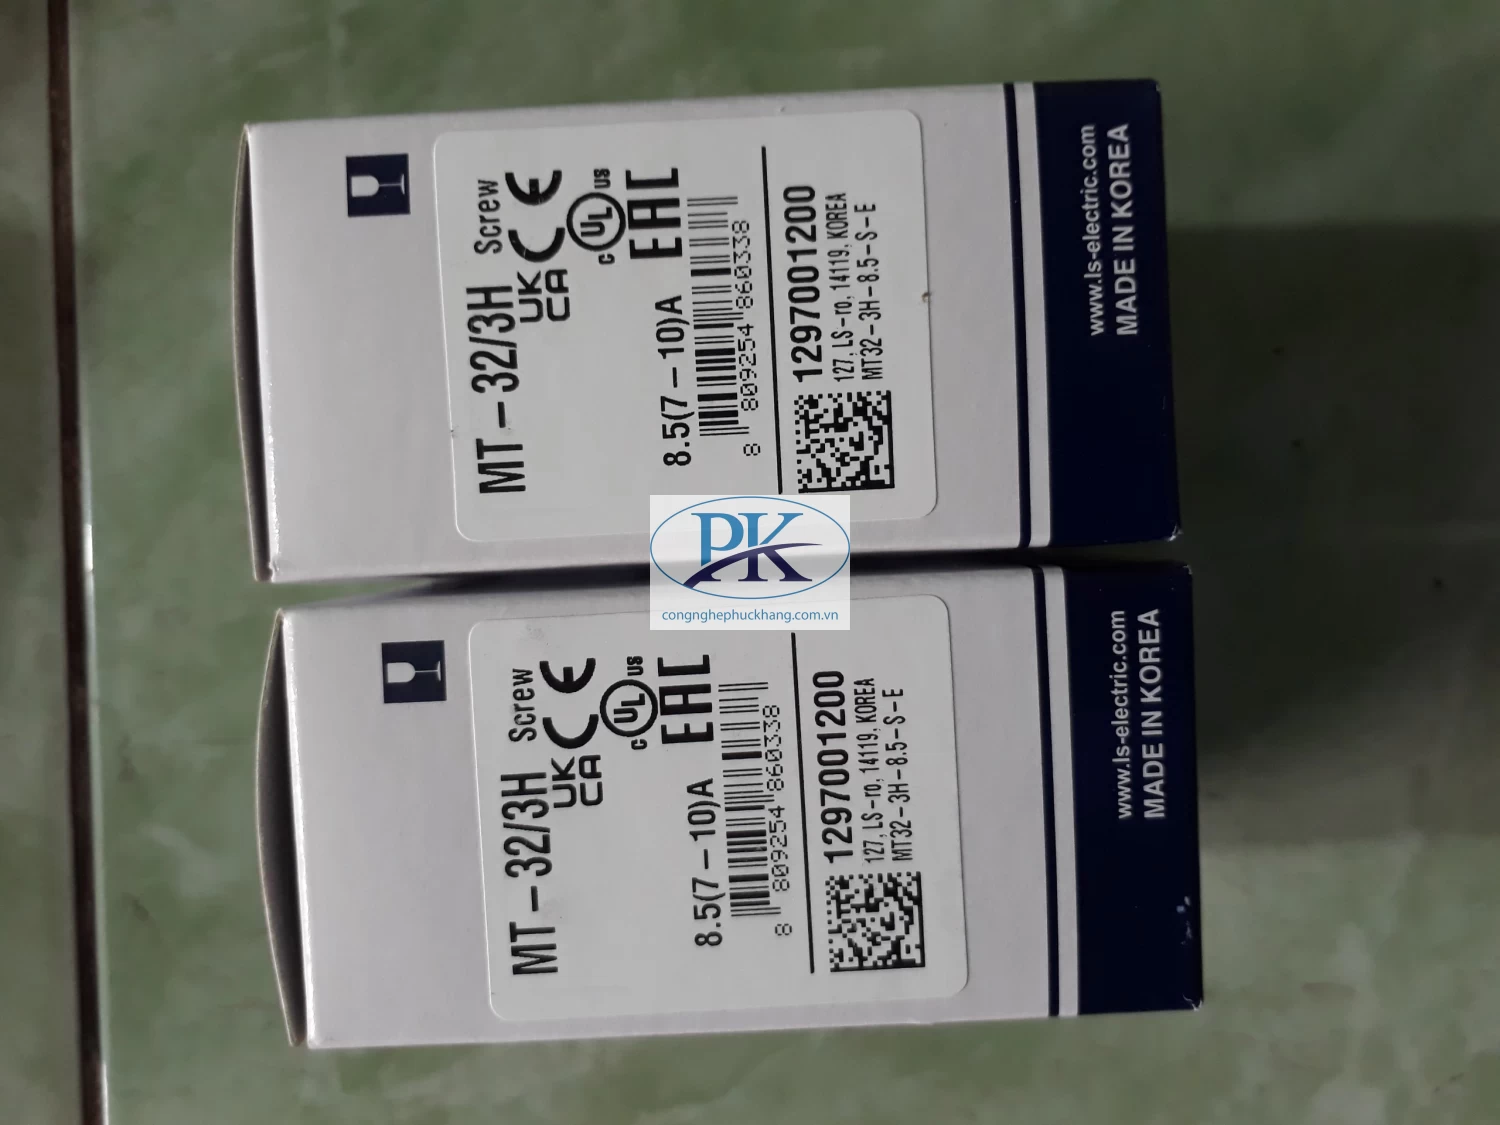 MT-32/3H Screw
UK CA CE
c UL US
8.5(7-10)A EAC
8 809254 860338
1297001200
127, LS-ro, 14119, KOREA
MT32-3H-8.5-S-E
www.ls-electric.com
MADE IN KOREA
PK
congnghephuckhang.com.vn
MT-32/3H Screw
UK CA CE
c UL US
8.5(7-10)A EAC
8 809254 860338
1297001200
127, LS-ro, 14119, KOREA
MT32-3H-8.5-S-E
www.ls-electric.com
MADE IN KOREA